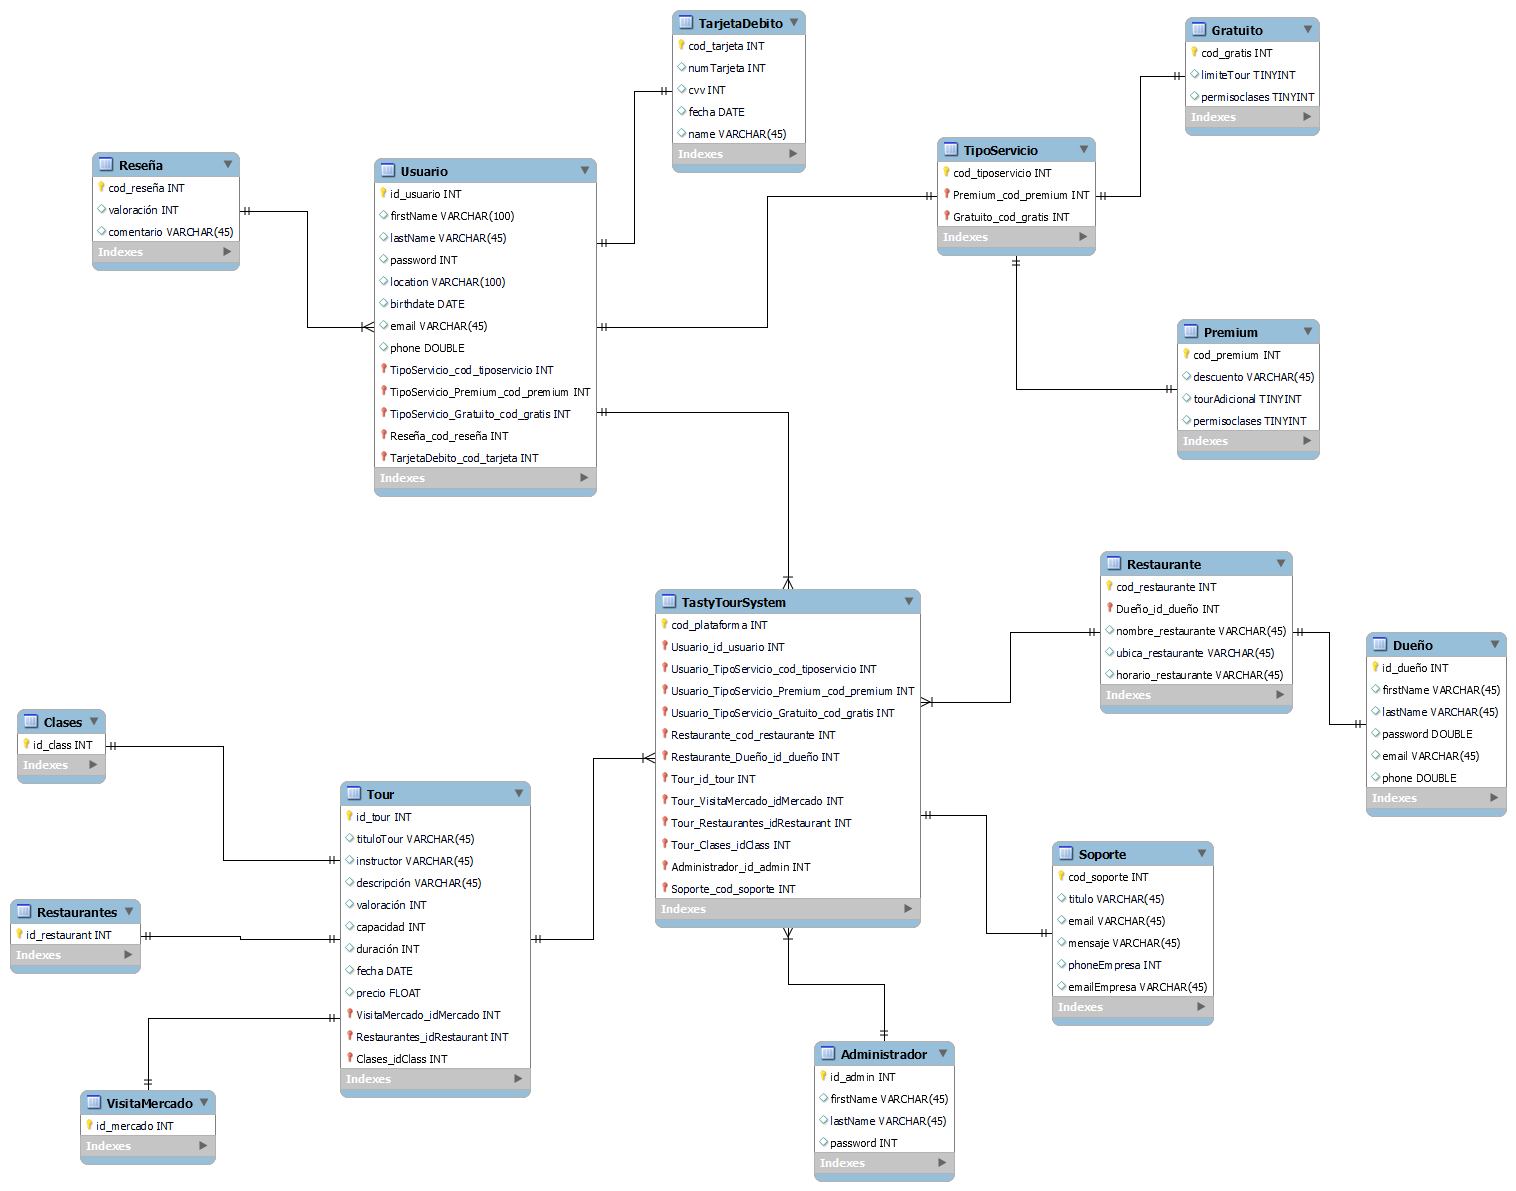 TarjetaDebito
cod_tarjeta INT
numTarjeta INT
cvv INT
fecha DATE
name VARCHAR(45)
Indexes
Gratuito
cod_gratis INT
limiteTour TINYINT
permisoclases TINYINT
Indexes
Reseña
cod_reseña INT
valoración INT
comentario VARCHAR(45)
Indexes
Usuario
id_usuario INT
firstName VARCHAR(100)
lastName VARCHAR(45)
password INT
location VARCHAR(100)
birthdate DATE
email VARCHAR(45)
phone DOUBLE
TipoServicio_cod_tiposervicio INT
TipoServicio_Premium_cod_premium INT
TipoServicio_Gratuito_cod_gratis INT
Reseña_cod_reseña INT
TarjetaDebito_cod_tarjeta INT
Indexes
TipoServicio
cod_tiposervicio INT
Premium_cod_premium INT
Gratuito_cod_gratis INT
Indexes
Premium
cod_premium INT
descuento VARCHAR(45)
tourAdicional TINYINT
permisoclases TINYINT
Indexes
TastyTourSystem
cod_plataforma INT
Usuario_id_usuario INT
Usuario_TipoServicio_cod_tiposervicio INT
Usuario_TipoServicio_Premium_cod_premium INT
Usuario_TipoServicio_Gratuito_cod_gratis INT
Restaurante_cod_restaurante INT
Restaurante_Dueño_id_dueño INT
Tour_id_tour INT
Tour_VisitaMercado_idMercado INT
Tour_Restaurantes_idRestaurant INT
Tour_Clases_idClass INT
Administrador_id_admin INT
Soporte_cod_soporte INT
Indexes
Restaurante
cod_restaurante INT
Dueño_id_dueño INT
nombre_restaurante VARCHAR(45)
ubica_restaurante VARCHAR(45)
horario_restaurante VARCHAR(45)
Indexes
Dueño
id_dueño INT
firstName VARCHAR(45)
lastName VARCHAR(45)
password DOUBLE
email VARCHAR(45)
phone DOUBLE
Indexes
Clases
id_class INT
Indexes
Tour
id_tour INT
tituloTour VARCHAR(45)
instructor VARCHAR(45)
descripción VARCHAR(45)
valoración INT
capacidad INT
duración INT
fecha DATE
precio FLOAT
VisitaMercado_idMercado INT
Restaurantes_idRestaurant INT
Clases_idClass INT
Indexes
Restaurantes
id_restaurant INT
Indexes
Soporte
cod_soporte INT
titulo VARCHAR(45)
email VARCHAR(45)
mensaje VARCHAR(45)
phoneEmpresa INT
emailEmpresa VARCHAR(45)
Indexes
Administrador
id_admin INT
firstName VARCHAR(45)
lastName VARCHAR(45)
password INT
Indexes
VisitaMercado
id_mercado INT
Indexes